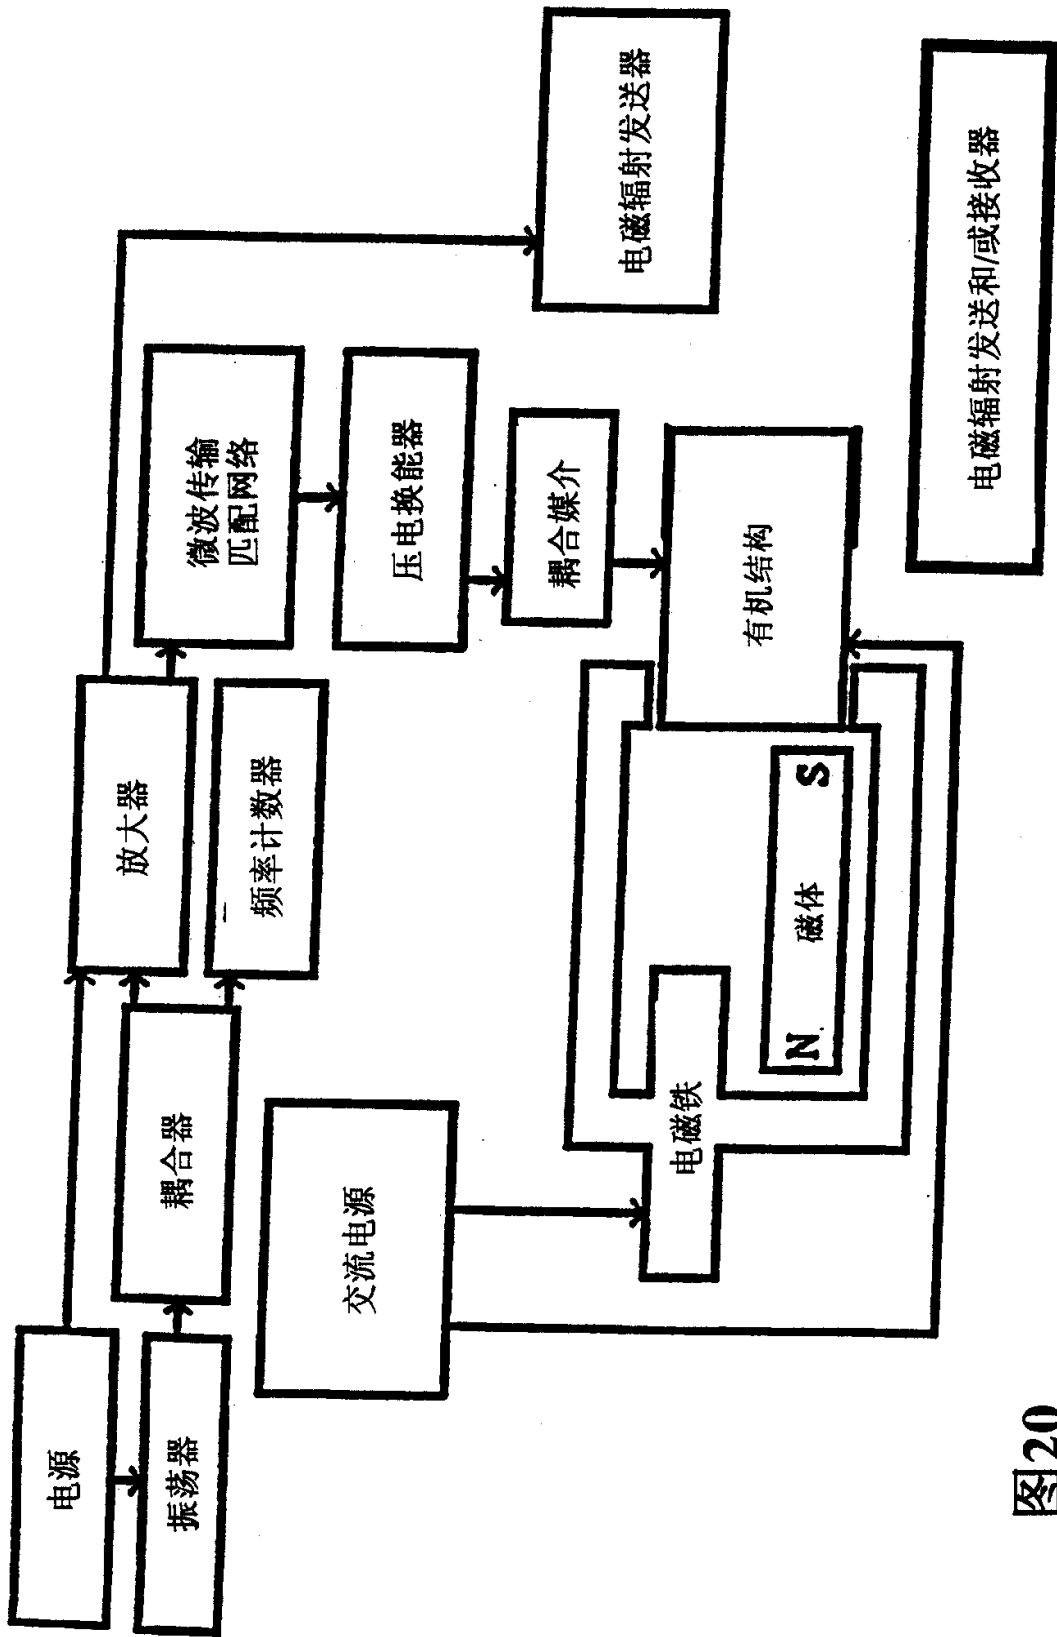 电源
振荡器
耦合器
放大器
频率计数器
微波传输
匹配网络
压电换能器
耦合媒介
电磁辐射发送器
交流电源
电磁铁
N
磁体
S
有机结构
电磁辐射发送和/或接收器
图20